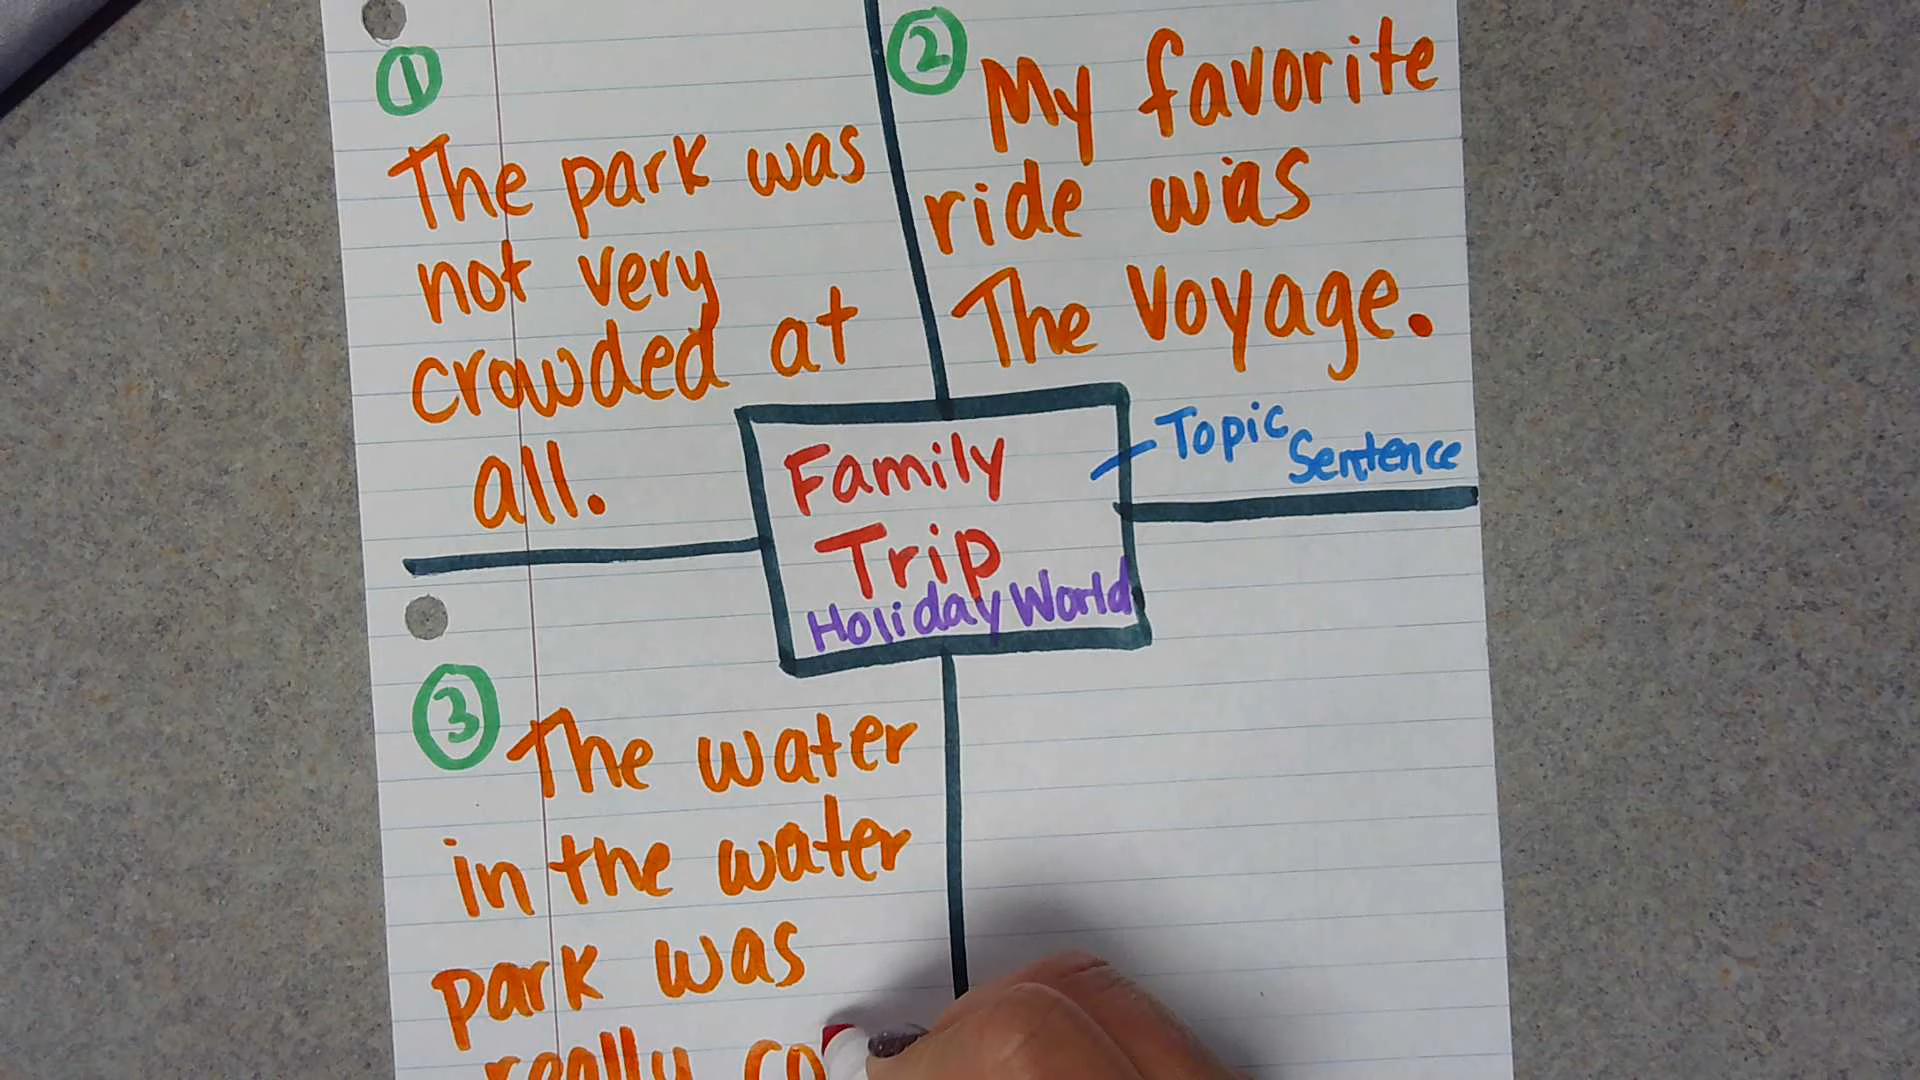 ①
The park was
not very
crowded at
all.
②
My favorite
ride was
The Voyage.
Family
Trip
Holiday World
Topic
Sentence
③
The water
in the water
park was
really